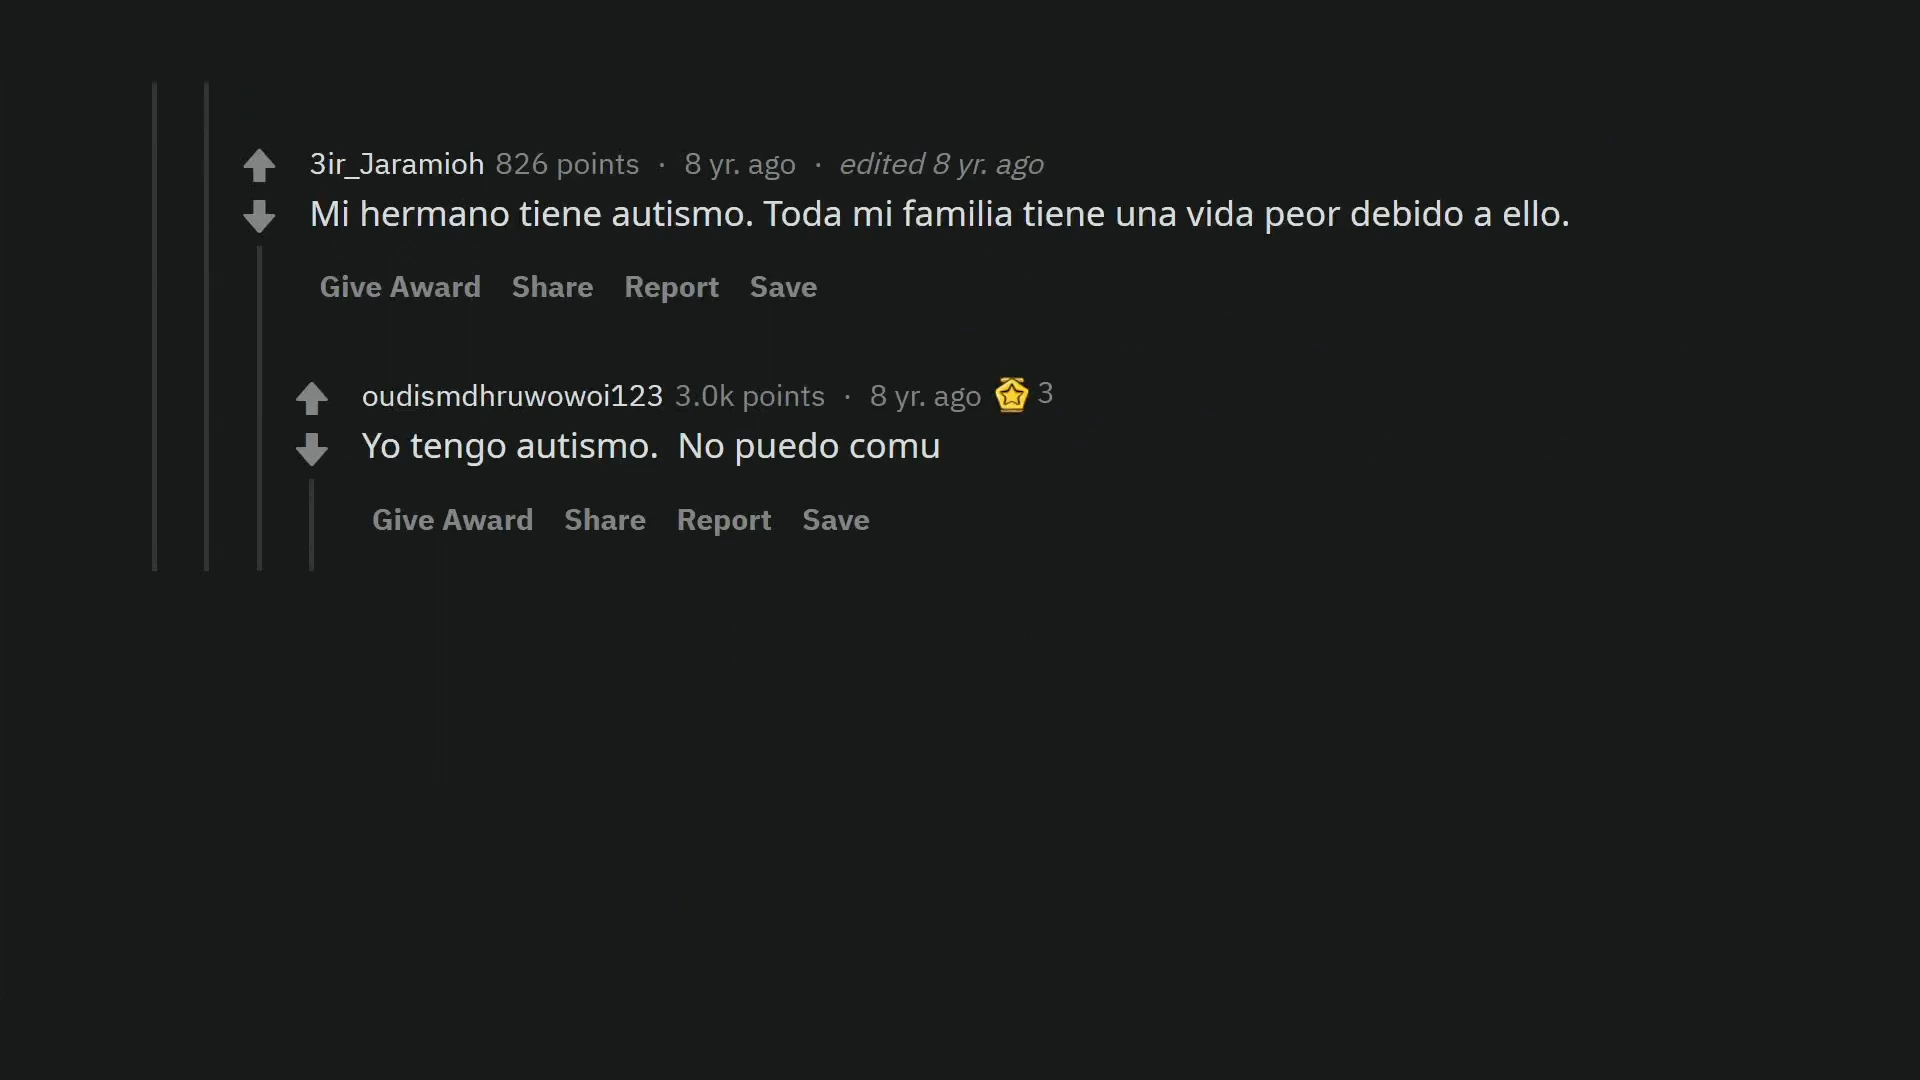 3ir_Jaramioh 826 points · 8 yr. ago · edited 8 yr. ago
Mi hermano tiene autismo. Toda mi familia tiene una vida peor debido a ello.
Give Award Share Report Save
oudismdhruwowoi123 3.0k points · 8 yr. ago 3
Yo tengo autismo.  No puedo comu
Give Award Share Report Save